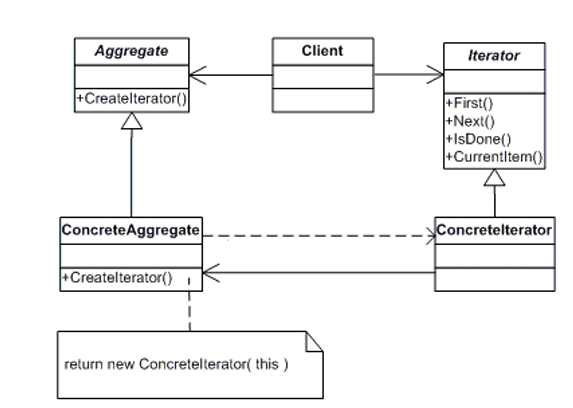 Aggregate
+CreateIterator()
Client
Iterator
+First()
+Next()
+IsDone()
+CurrentItem()
ConcreteAggregate
+CreateIterator()
ConcreteIterator
return new ConcreteIterator( this )